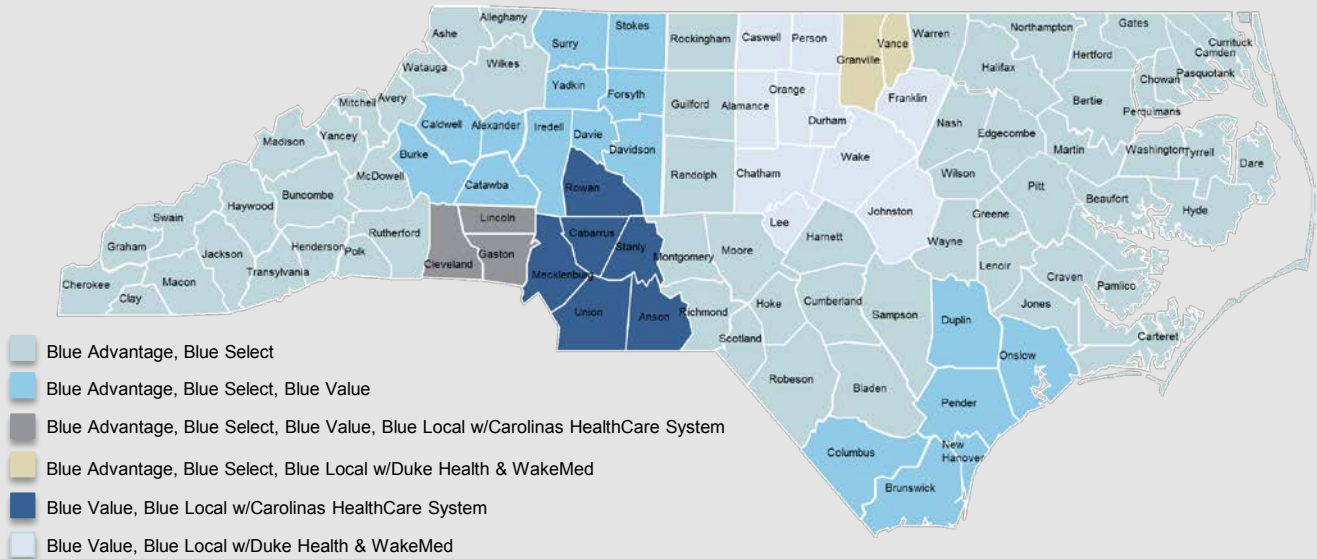 Alleghany
Ashe
Surry
Stokes
Rockingham
Caswell
Person
Granville
Vance
Warren
Northampton
Gates
Hertford
Currituck
Camden
Pasquotank
Chowan
Perquimans
Watauga
Wilkes
Yadkin
Forsyth
Guilford
Alamance
Orange
Durham
Franklin
Halifax
Bertie
Mitchell
Avery
Caldwell
Alexander
Iredell
Davie
Davidson
Nash
Edgecombe
Martin
Washington
Tyrrell
Dare
Madison
Yancey
Burke
McDowell
Catawba
Rowan
Randolph
Chatham
Wake
Wilson
Pitt
Beaufort
Hyde
Buncombe
Haywood
Swain
Graham
Jackson
Henderson
Polk
Rutherford
Cleveland
Lincoln
Gaston
Cabarrus
Stanly
Montgomery
Moore
Lee
Harnett
Johnston
Greene
Wayne
Lenoir
Craven
Pamlico
Cherokee
Clay
Macon
Transylvania
Mecklenburg
Union
Anson
Richmond
Hoke
Cumberland
Sampson
Duplin
Jones
Onslow
Carteret
Scotland
Robeson
Bladen
Pender
Columbus
New
Hanover
Brunswick
Blue Advantage, Blue Select
Blue Advantage, Blue Select, Blue Value
Blue Advantage, Blue Select, Blue Value, Blue Local w/Carolinas HealthCare System
Blue Advantage, Blue Select, Blue Local w/Duke Health & WakeMed
Blue Value, Blue Local w/Carolinas HealthCare System
Blue Value, Blue Local w/Duke Health & WakeMed